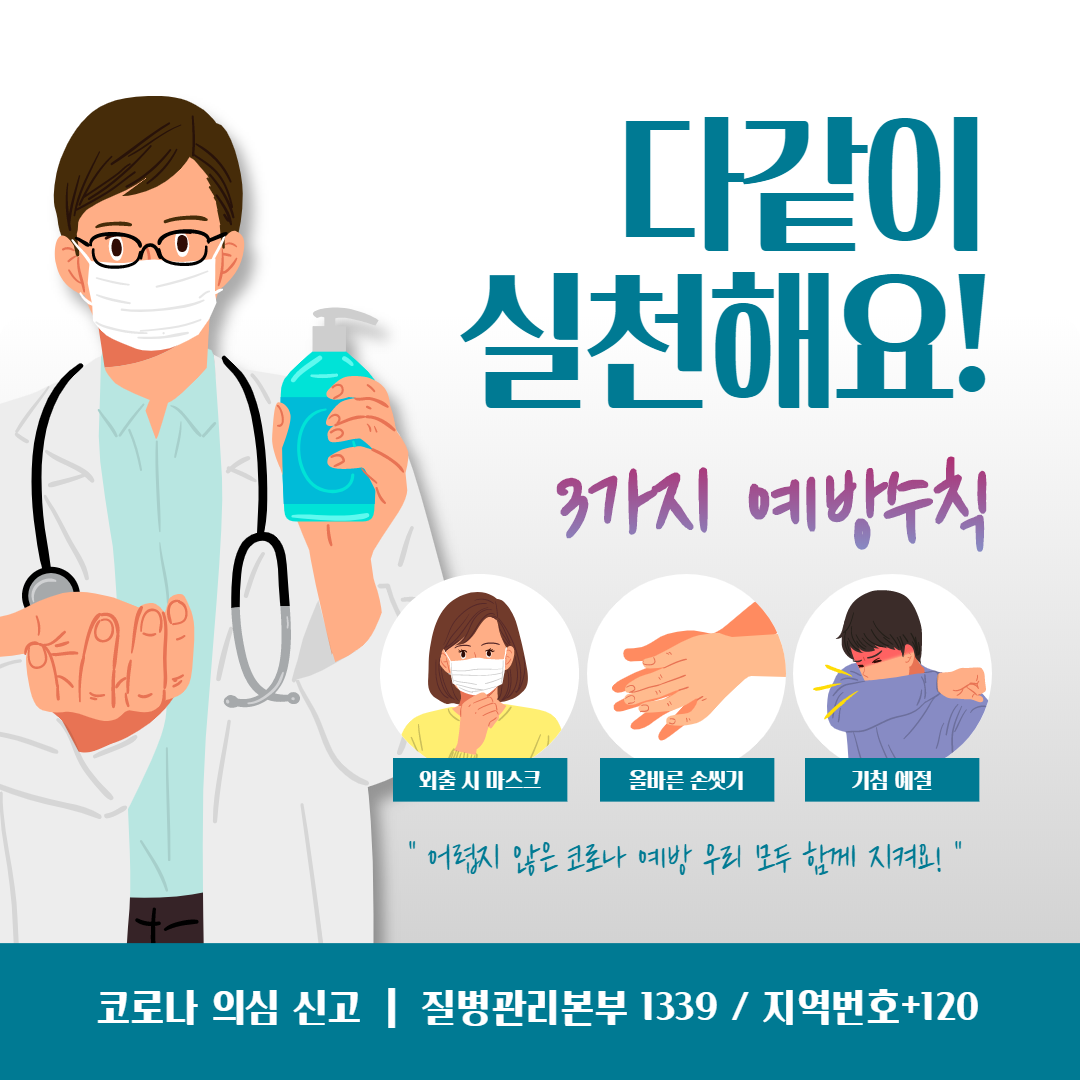 다같이
실천해요!
3가지 예방수칙
외출 시 마스크
올바른 손씻기
기침 예절
" 어렵지 않은 코로나 예방 우리 모두 함께 지켜요! "
코로나 의심 신고 | 질병관리본부 1339 / 지역번호+120